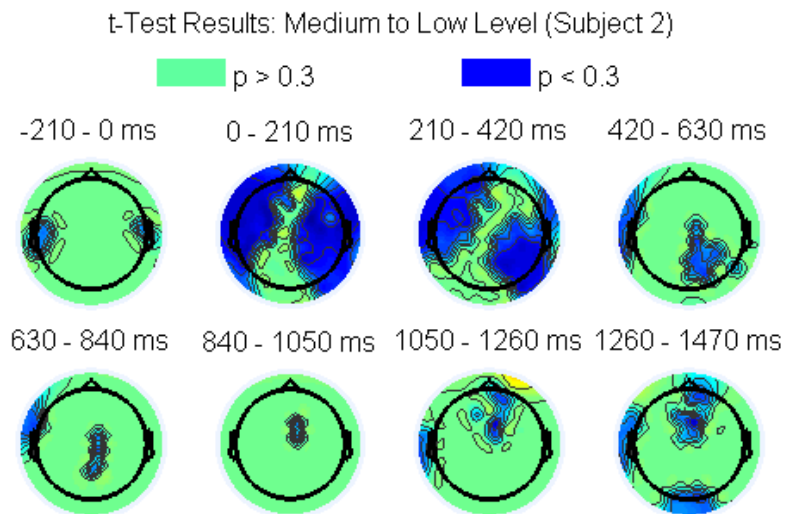 t-Test Results: Medium to Low Level (Subject 2)
p > 0.3 p < 0.3
-210 - 0 ms 0 - 210 ms 210 - 420 ms 420 - 630 ms
630 - 840 ms 840 - 1050 ms 1050 - 1260 ms 1260 - 1470 ms